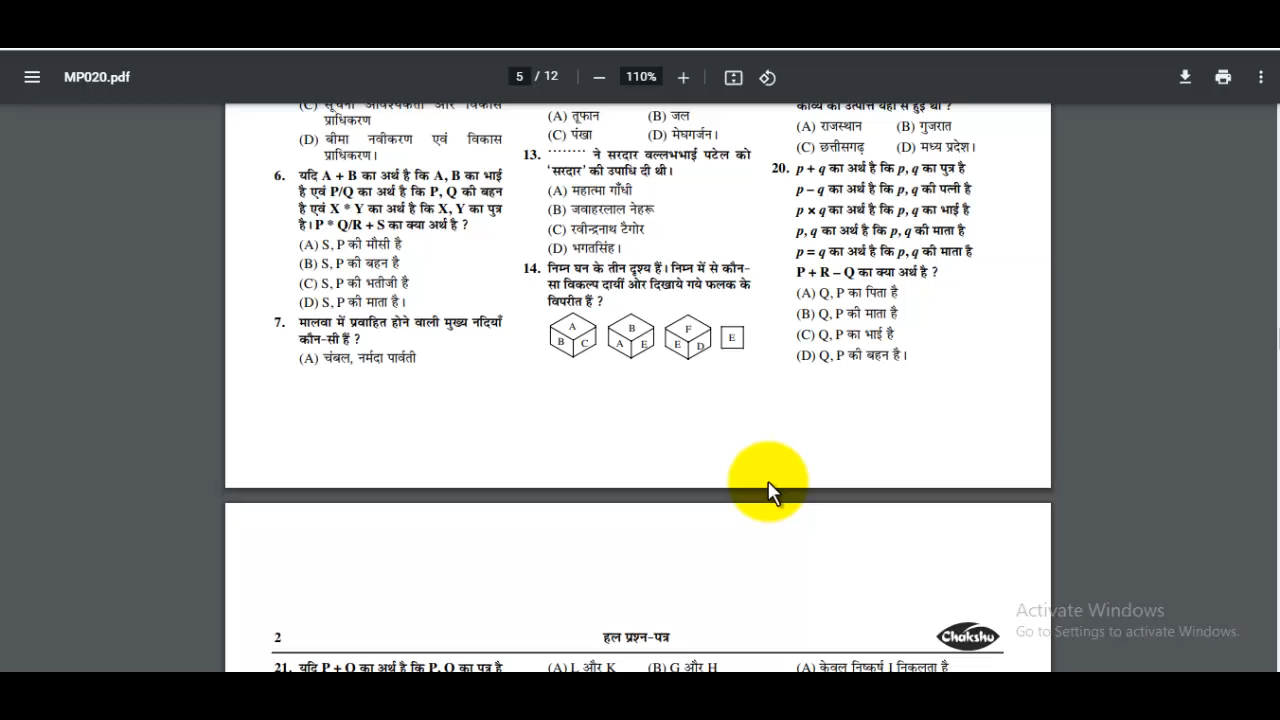 MP020.pdf
5 / 12
110%
(C) सूचना आवश्यकता और विकास
प्राधिकरण
(D) बीमा नवीकरण एवं विकास
प्राधिकरण।
6. यदि A + B का अर्थ है कि A, B का भाई
है एवं P/Q का अर्थ है कि P, Q की बहन
है एवं X * Y का अर्थ है कि X, Y का पुत्र
है। P * Q/R + S का क्या अर्थ है ?
(A) S, P की मौसी है
(B) S, P की बहन है
(C) S, P की भतीजी है
(D) S, P की माता है।
7. मालवा में प्रवाहित होने वाली मुख्य नदियाँ
कौन-सी हैं ?
(A) चंबल, नर्मदा पार्वती
(A) तूफान (B) जल
(C) पंखा (D) मेघगर्जन।
13. ........ ने सरदार वल्लभभाई पटेल को
'सरदार' की उपाधि दी थी।
(A) महात्मा गाँधी
(B) जवाहरलाल नेहरू
(C) रवीन्द्रनाथ टैगोर
(D) भगतसिंह।
14. निम्न घन के तीन दृश्य हैं। निम्न में से कौन-
सा विकल्प दायीं ओर दिखाये गये फलक के
विपरीत हैं ?
A B C
B A E
F E D
E
काव्य की उत्पत्ति यहाँ से हुई थी ?
(A) राजस्थान (B) गुजरात
(C) छत्तीसगढ़ (D) मध्य प्रदेश।
20. p + q का अर्थ है कि p, q का पुत्र है
p – q का अर्थ है कि p, q की पत्नी है
p × q का अर्थ है कि p, q का भाई है
p, q का अर्थ है कि p, q की माता है
p = q का अर्थ है कि p, q की माता है
P + R – Q का क्या अर्थ है ?
(A) Q, P का पिता है
(B) Q, P की माता है
(C) Q, P का भाई है
(D) Q, P की बहन है।
Activate Windows
Go to Settings to activate Windows.
2
हल प्रश्न-पत्र
Chakshu
21. यदि P + Q का अर्थ है कि P, Q का पुत्र है
(A) L और K (B) G और H
(A) केवल निष्कर्ष I निकलता है